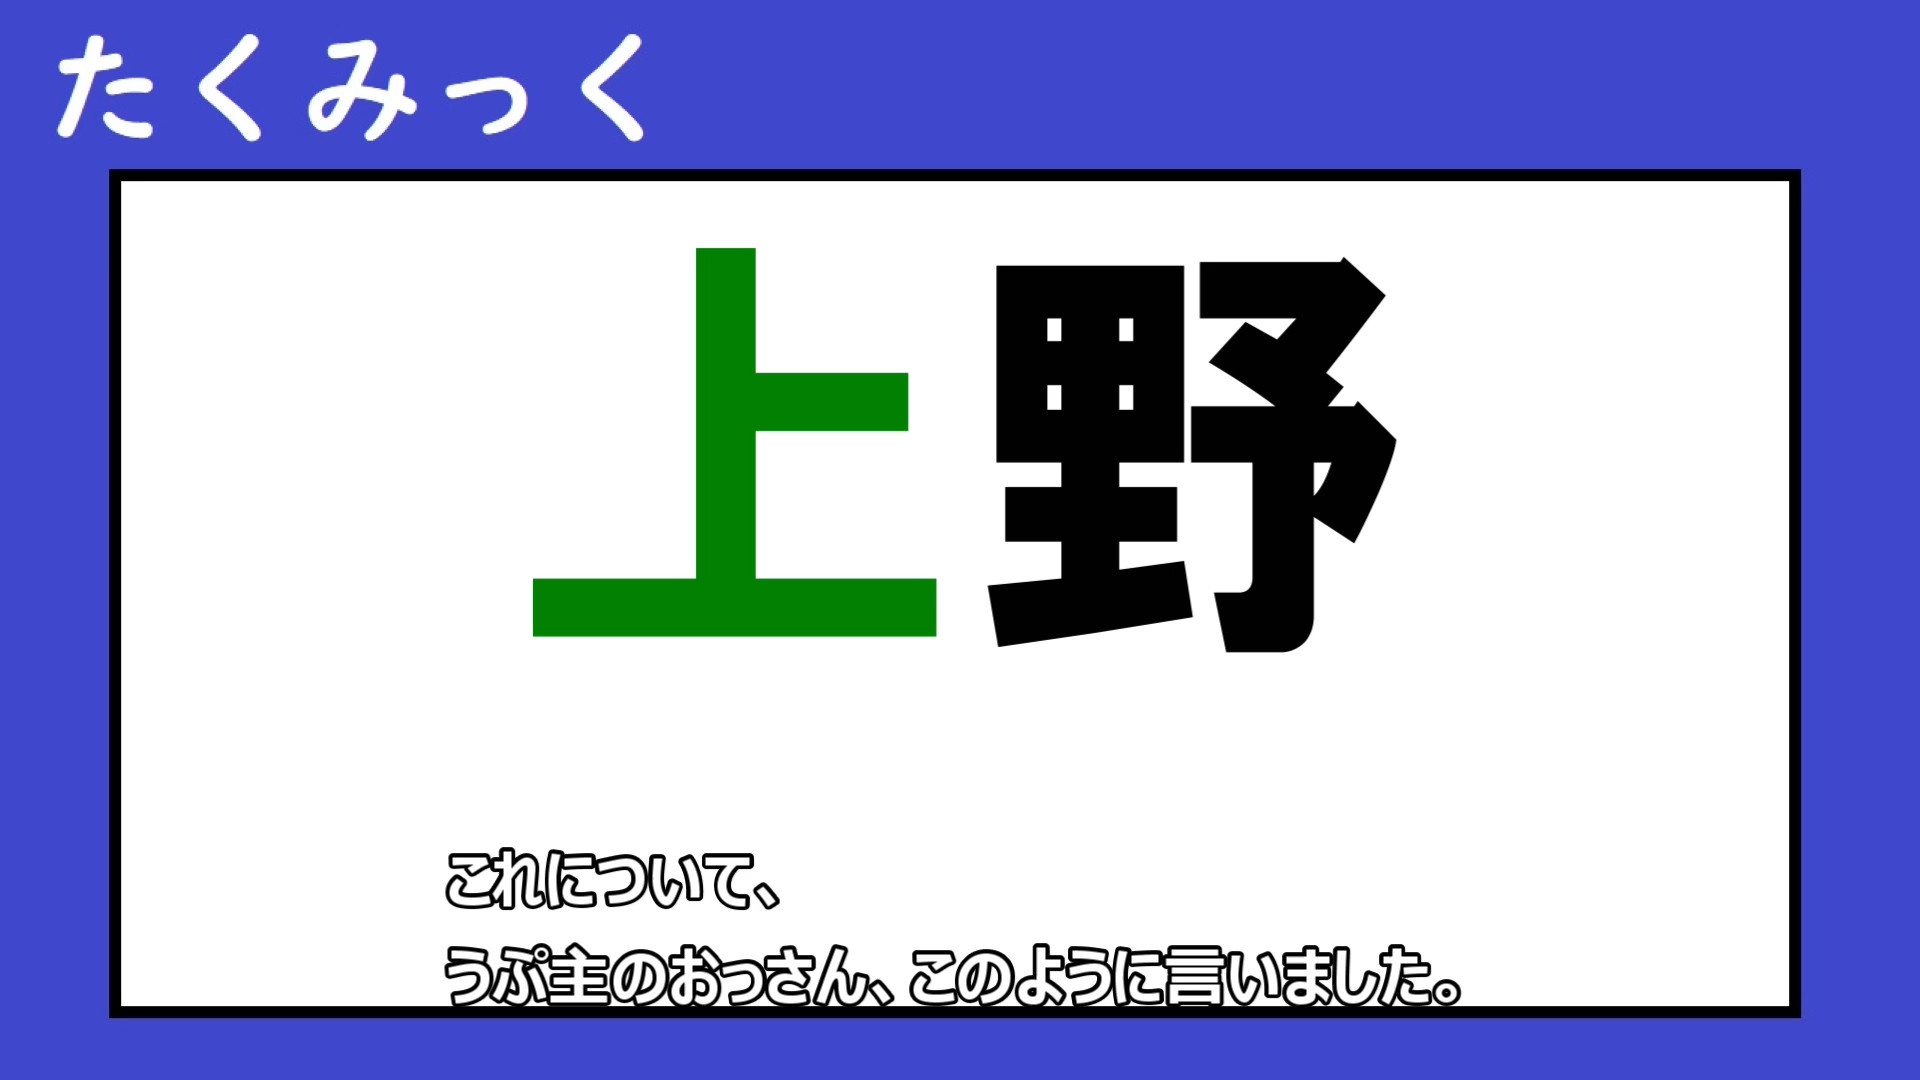 たくみっく
上野
これについて、
うぷ主のおっさん、このように言いました。